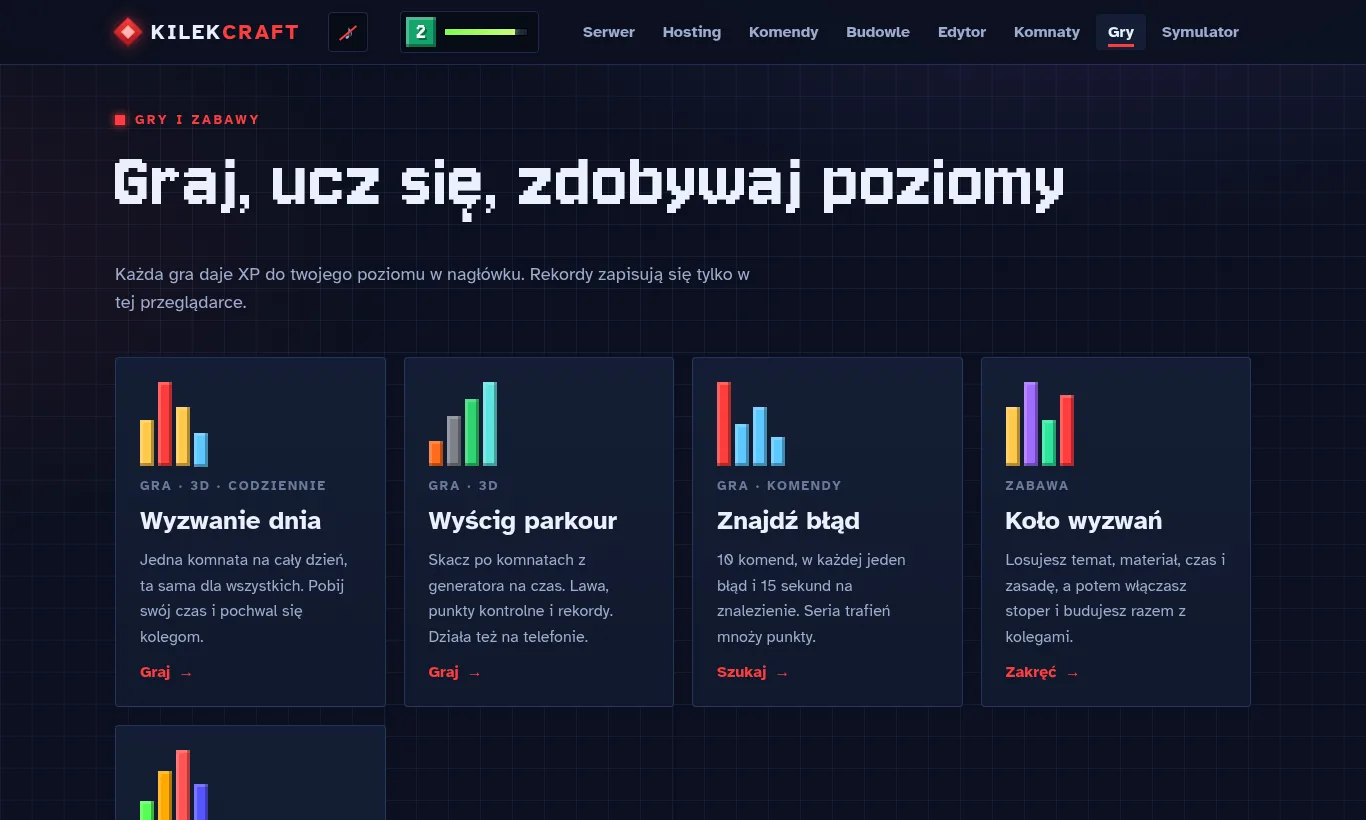 KILEKCRAFT
2
Serwer
Hosting
Komendy
Budowle
Edytor
Komnaty
Gry
Symulator
GRY I ZABAWY
Graj, ucz się, zdobywaj poziomy
Każda gra daje XP do twojego poziomu w nagłówku. Rekordy zapisują się tylko w
tej przeglądarce.
GRA · 3D · CODZIENNIE
Wyzwanie dnia
Jedna komnata na cały dzień,
ta sama dla wszystkich. Pobij
swój czas i pochwal się
kolegom.
Graj →
GRA · 3D
Wyścig parkour
Skacz po komnatach z
generatora na czas. Lawa,
punkty kontrolne i rekordy.
Działa też na telefonie.
Graj →
GRA · KOMENDY
Znajdź błąd
10 komend, w każdej jeden
błąd i 15 sekund na
znalezienie. Seria trafień
mnoży punkty.
Szukaj →
ZABAWA
Koło wyzwań
Losujesz temat, materiał, czas i
zasadę, a potem włączasz
stoper i budujesz razem z
kolegami.
Zakręć →